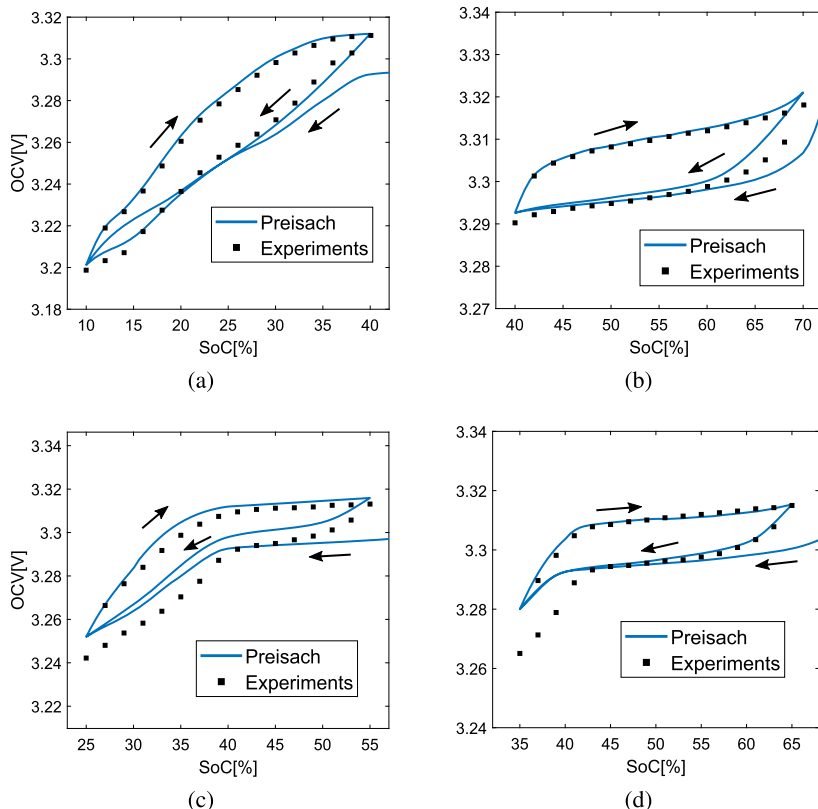 (a)
3.32
3.3
3.28
3.26
3.24
3.22
3.2
3.18
OCV[V]
Preisach
Experiments
10 15 20 25 30 35 40
SoC[%]
(a)
(b)
3.34
3.33
3.32
3.31
3.3
3.29
3.28
3.27
Preisach
Experiments
40 45 50 55 60 65 70
SoC[%]
(b)
(c)
3.34
3.32
3.3
3.28
3.26
3.24
3.22
OCV[V]
Preisach
Experiments
25 30 35 40 45 50 55
SoC[%]
(c)
(d)
3.34
3.32
3.3
3.28
3.26
3.24
Preisach
Experiments
35 40 45 50 55 60 65
SoC[%]
(d)